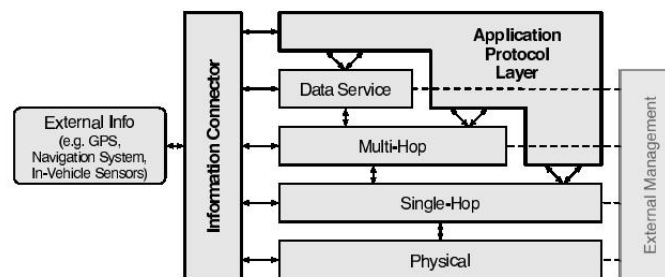 External Info
(e.g. GPS,
Navigation System,
In-Vehicle Sensors)
Information Connector
Application
Protocol
Layer
Data Service
Multi-Hop
Single-Hop
Physical
External Management